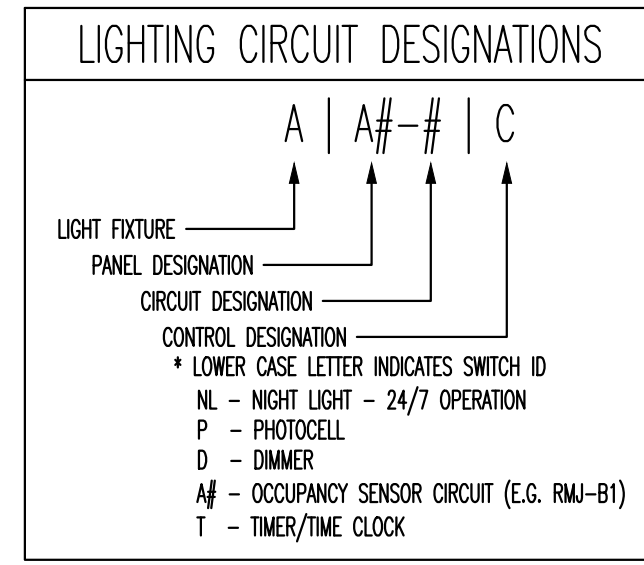 LIGHTING CIRCUIT DESIGNATIONS
A | A#-# | C
LIGHT FIXTURE
PANEL DESIGNATION
CIRCUIT DESIGNATION
CONTROL DESIGNATION
* LOWER CASE LETTER INDICATES SWITCH ID
NL - NIGHT LIGHT - 24/7 OPERATION
P - PHOTOCELL
D - DIMMER
A# - OCCUPANCY SENSOR CIRCUIT (E.G. RMJ-B1)
T - TIMER/TIME CLOCK